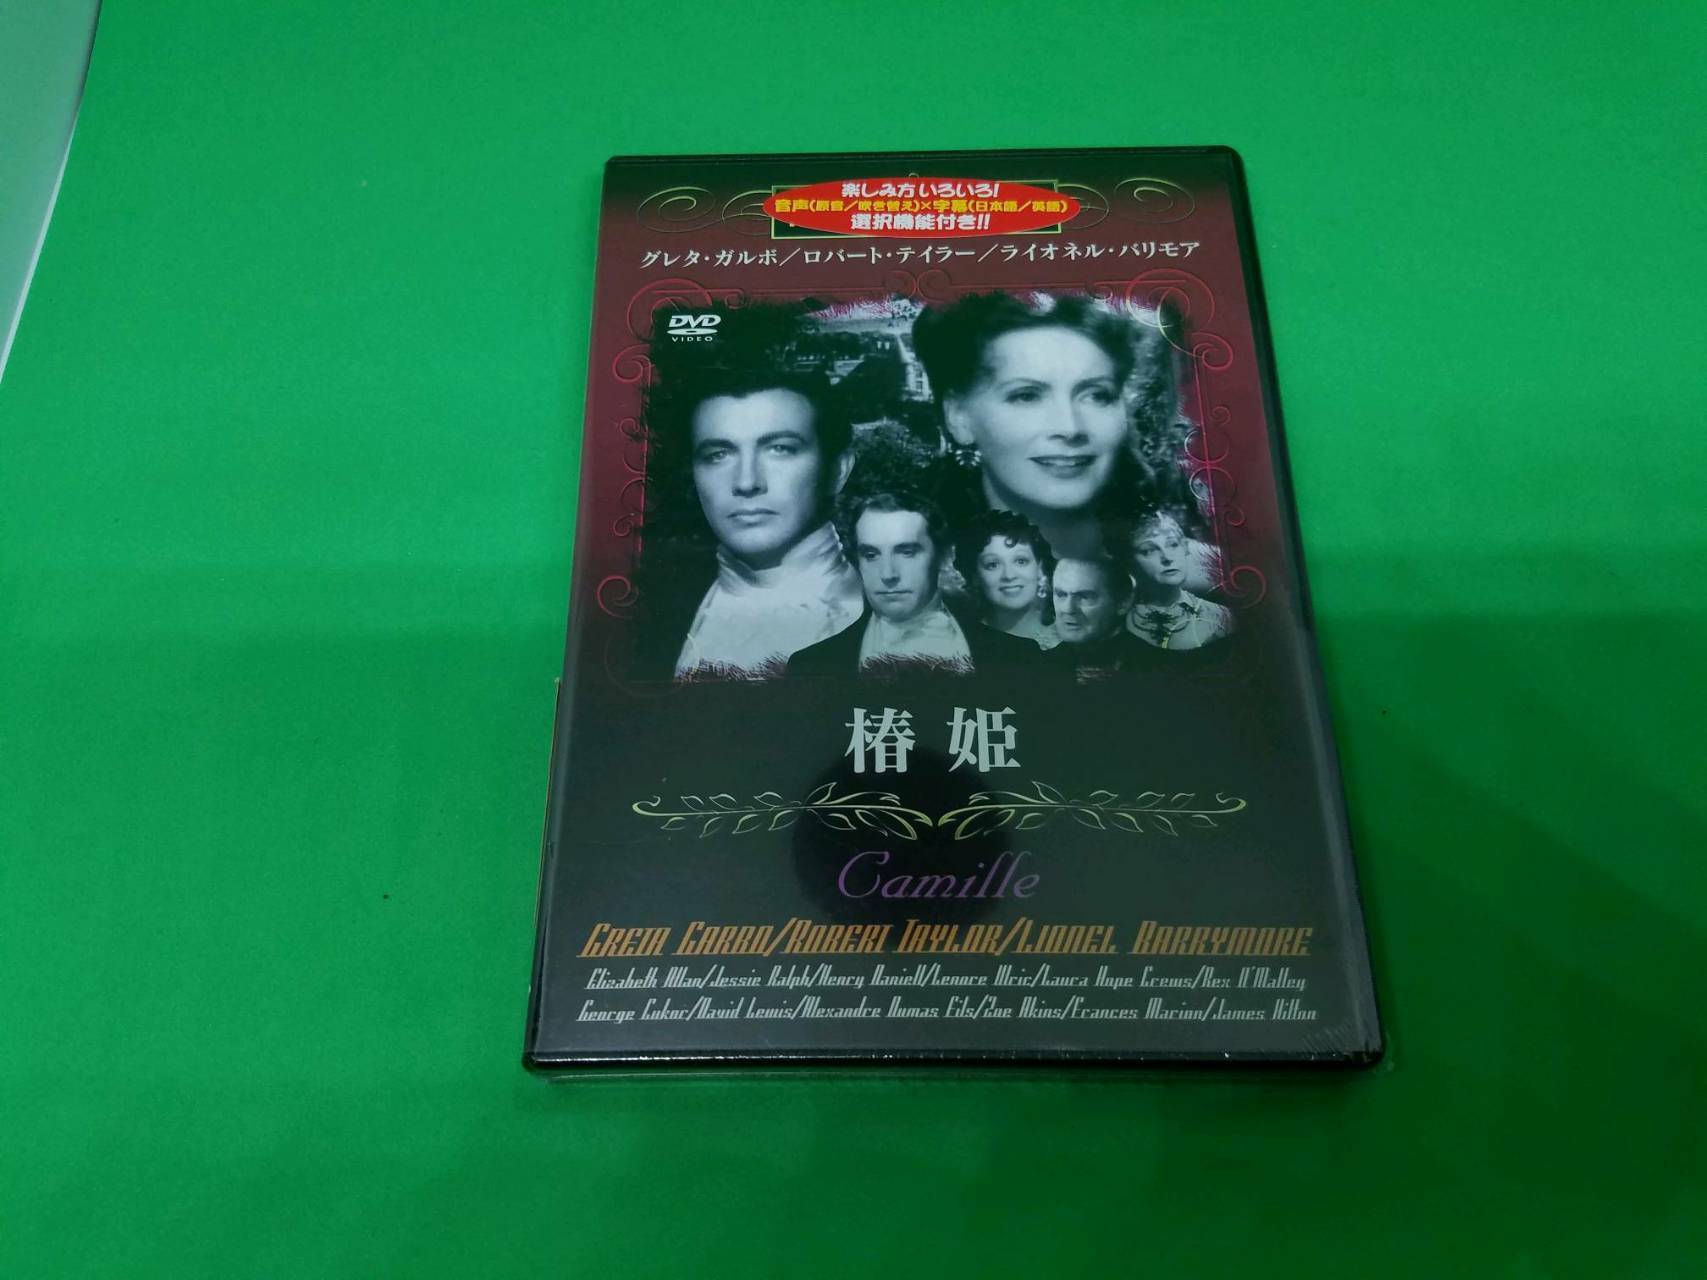 楽しみ方いろいろ!
音声(原音/吹き替え)×字幕(日本語/英語)
選択機能付き!!
グレタ・ガルボ/ロバート・テイラー/ライオネル・バリモア
DVD
VIDEO
椿姫
Camille
GRETA GARBO/ROBERT TAYLOR/LIONEL BARRYMORE
Elizabeth Allan/Jessie Ralph/Henry Daniell/Lenore Ulric/Laura Hope Crews/Rex O'Malley
George Cukor/David Lewis/Alexandre Dumas Fils/Zoe Akins/Frances Marion/James Hilton